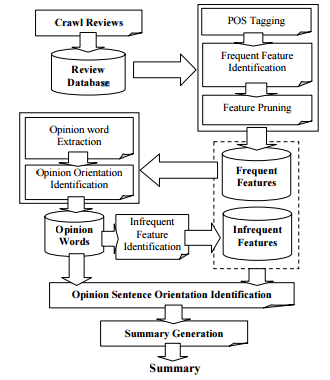 Crawl Reviews
Review
Database
POS Tagging
Frequent Feature
Identification
Feature Pruning
Opinion word
Extraction
Opinion Orientation
Identification
Frequent
Features
Opinion
Words
Infrequent
Feature
Identification
Infrequent
Features
Opinion Sentence Orientation Identification
Summary Generation
Summary